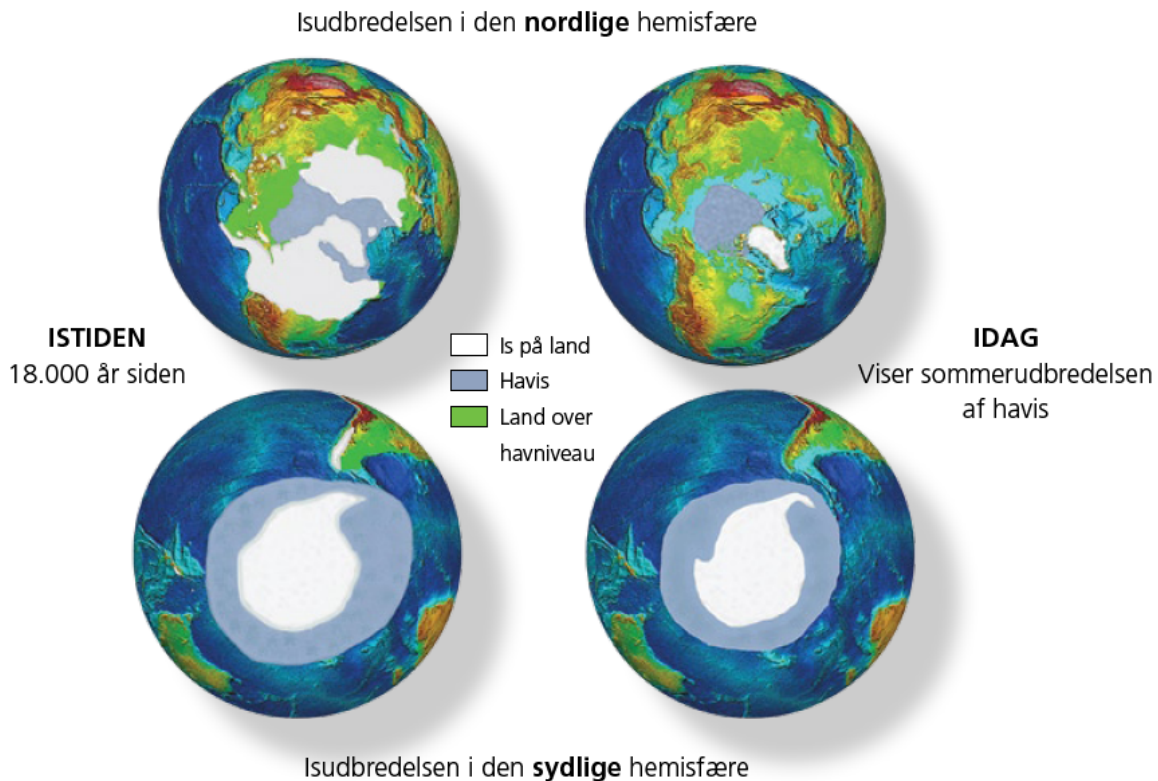 Isudbredelsen i den nordlige hemisfære
ISTIDEN
18.000 år siden
Is på land
Havis
Land over
havniveau
IDAG
Viser sommerudbredelsen
af havis
Isudbredelsen i den sydlige hemisfære